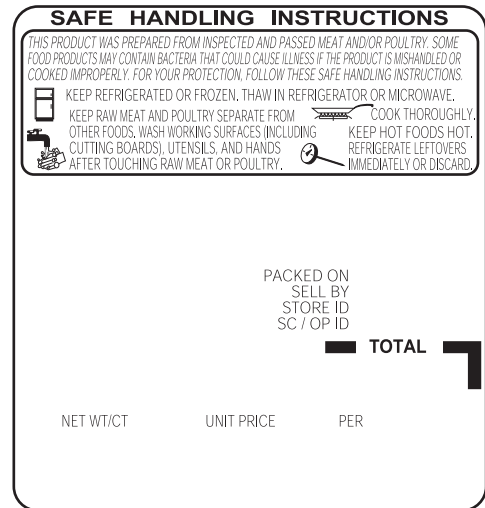 SAFE HANDLING INSTRUCTIONS
THIS PRODUCT WAS PREPARED FROM INSPECTED AND PASSED MEAT AND/OR POULTRY. SOME
FOOD PRODUCTS MAY CONTAIN BACTERIA THAT COULD CAUSE ILLNESS IF THE PRODUCT IS MISHANDLED OR
COOKED IMPROPERLY. FOR YOUR PROTECTION, FOLLOW THESE SAFE HANDLING INSTRUCTIONS.
KEEP REFRIGERATED OR FROZEN. THAW IN REFRIGERATOR OR MICROWAVE.
KEEP RAW MEAT AND POULTRY SEPARATE FROM
OTHER FOODS. WASH WORKING SURFACES (INCLUDING
CUTTING BOARDS), UTENSILS, AND HANDS
AFTER TOUCHING RAW MEAT OR POULTRY.
COOK THOROUGHLY.
KEEP HOT FOODS HOT.
REFRIGERATE LEFTOVERS
IMMEDIATELY OR DISCARD.
PACKED ON
SELL BY
STORE ID
SC / OP ID
TOTAL
NET WT/CT UNIT PRICE PER